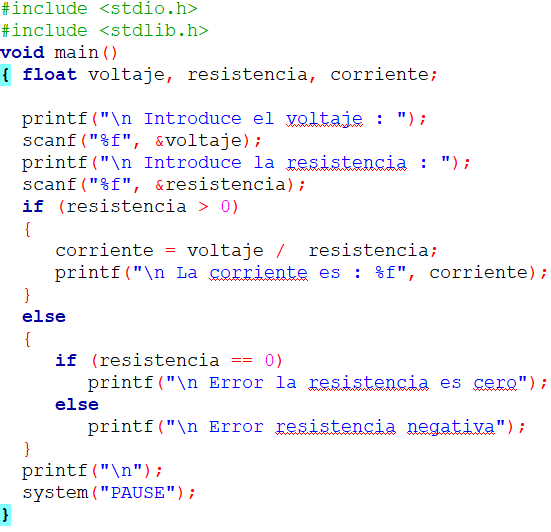 #include <stdio.h>
#include <stdlib.h>
void main()
{ float voltaje, resistencia, corriente;
printf("\n Introduce el voltaje : ");
scanf("%f", &voltaje);
printf("\n Introduce la resistencia : ");
scanf("%f", &resistencia);
if (resistencia > 0)
{
corriente = voltaje /  resistencia;
printf("\n La corriente es : %f", corriente);
}
else
{
if (resistencia == 0)
printf("\n Error la resistencia es cero");
else
printf("\n Error resistencia negativa");
}
printf("\n");
system("PAUSE");
}